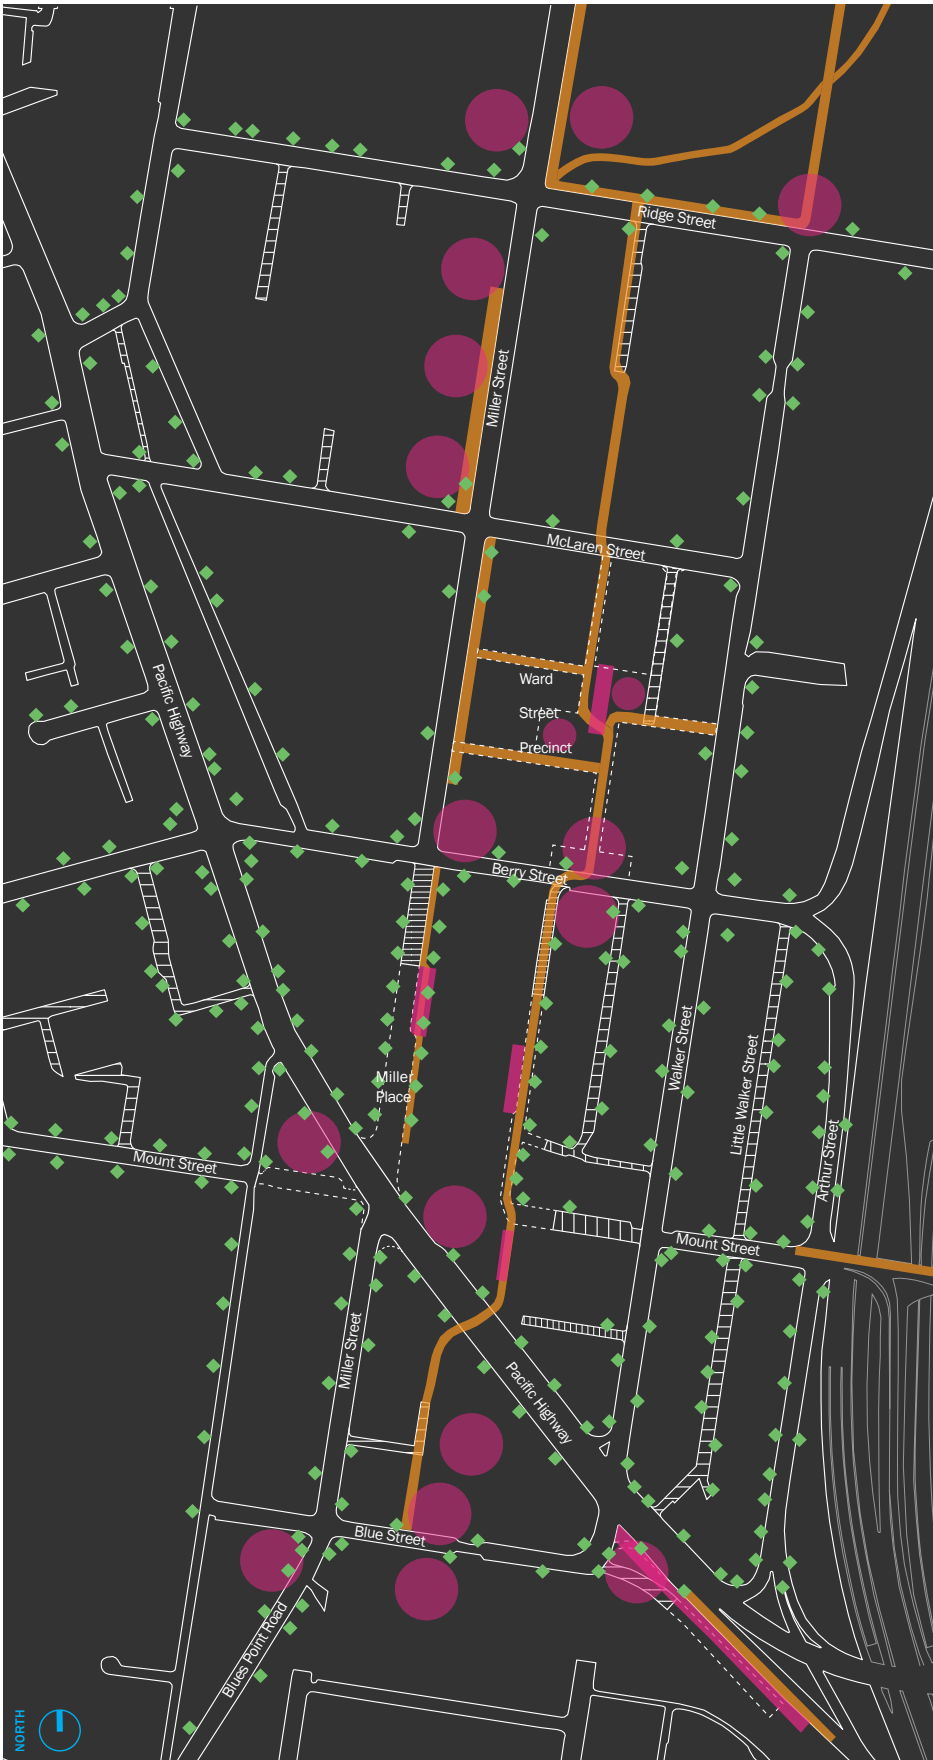 Ridge Street
Miller Street
McLaren Street
Ward
Street
Precinct
Pacific Highway
Berry Street
Walker Street
Little Walker Street
Miller
Place
Arthur Street
Mount Street
Mount Street
Miller Street
Pacific Highway
Blue Street
Blues Point Road
NORTH